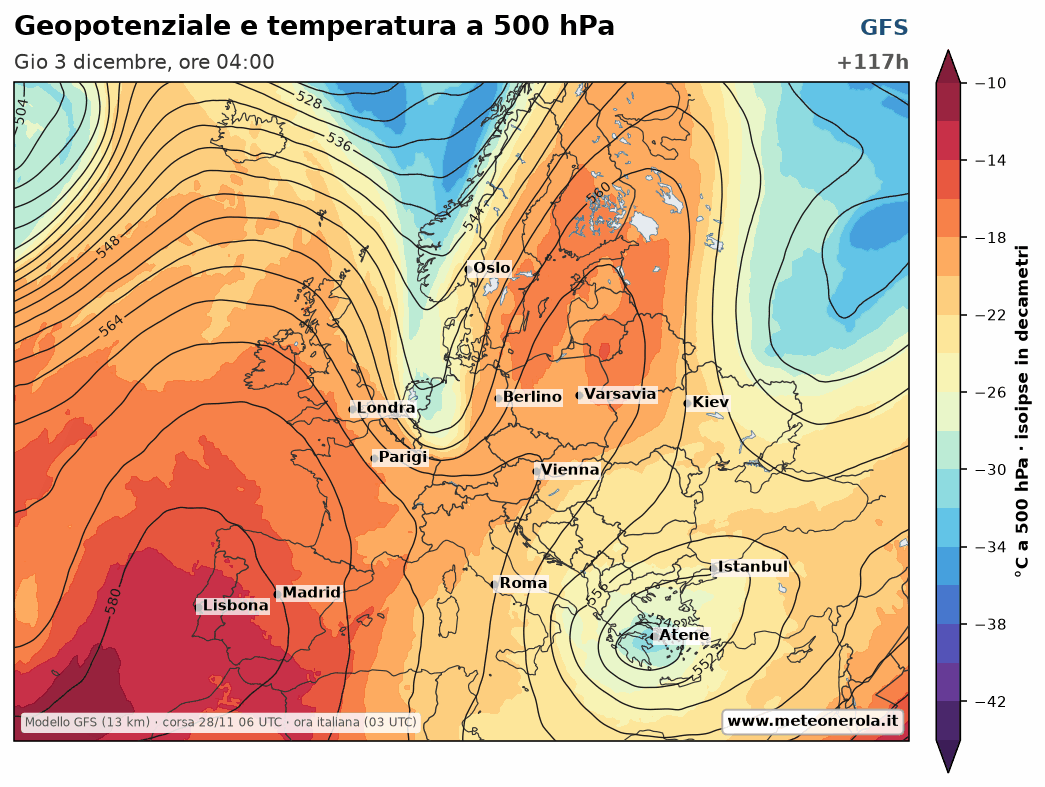 Geopotenziale e temperatura a 500 hPa
GFS
Gio 3 dicembre, ore 04:00
+117h
504
528
536
544
548
560
564
580
556
548
552
Oslo
Londra
Berlino
Varsavia
Kiev
Parigi
Vienna
Istanbul
Roma
Madrid
Lisbona
Atene
Modello GFS (13 km) · corsa 28/11 06 UTC · ora italiana (03 UTC)
www.meteonerola.it
−10
−14
−18
−22
−26
−30
−34
−38
−42
°C a 500 hPa · isoipse in decametri